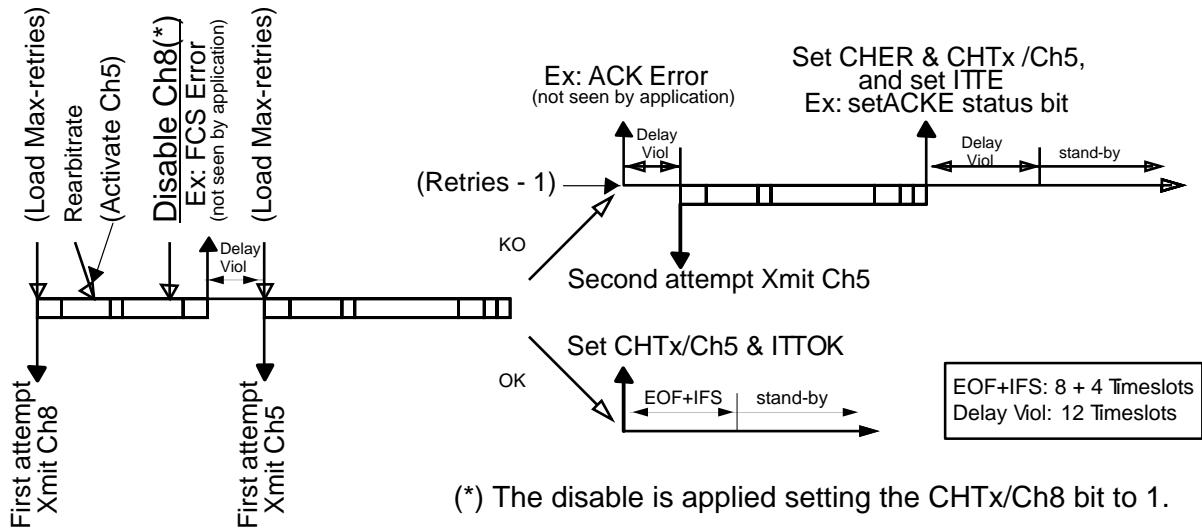 (Load Max-retries)
Rearbitrate
(Activate Ch5)
Disable Ch8(*)
Ex: FCS Error
(not seen by application)
(Load Max-retries)
Delay
Viol
First attempt
Xmit Ch8
First attempt
Xmit Ch5
(Retries - 1)
KO
OK
Ex: ACK Error
(not seen by application)
Delay
Viol
Set CHER & CHTx /Ch5,
and set ITTE
Ex: setACKE status bit
Delay
Viol
stand-by
Second attempt Xmit Ch5
Set CHTx/Ch5 & ITTOK
EOF+IFS
stand-by
EOF+IFS: 8 + 4 Timeslots
Delay Viol: 12 Timeslots
(*) The disable is applied setting the CHTx/Ch8 bit to 1.